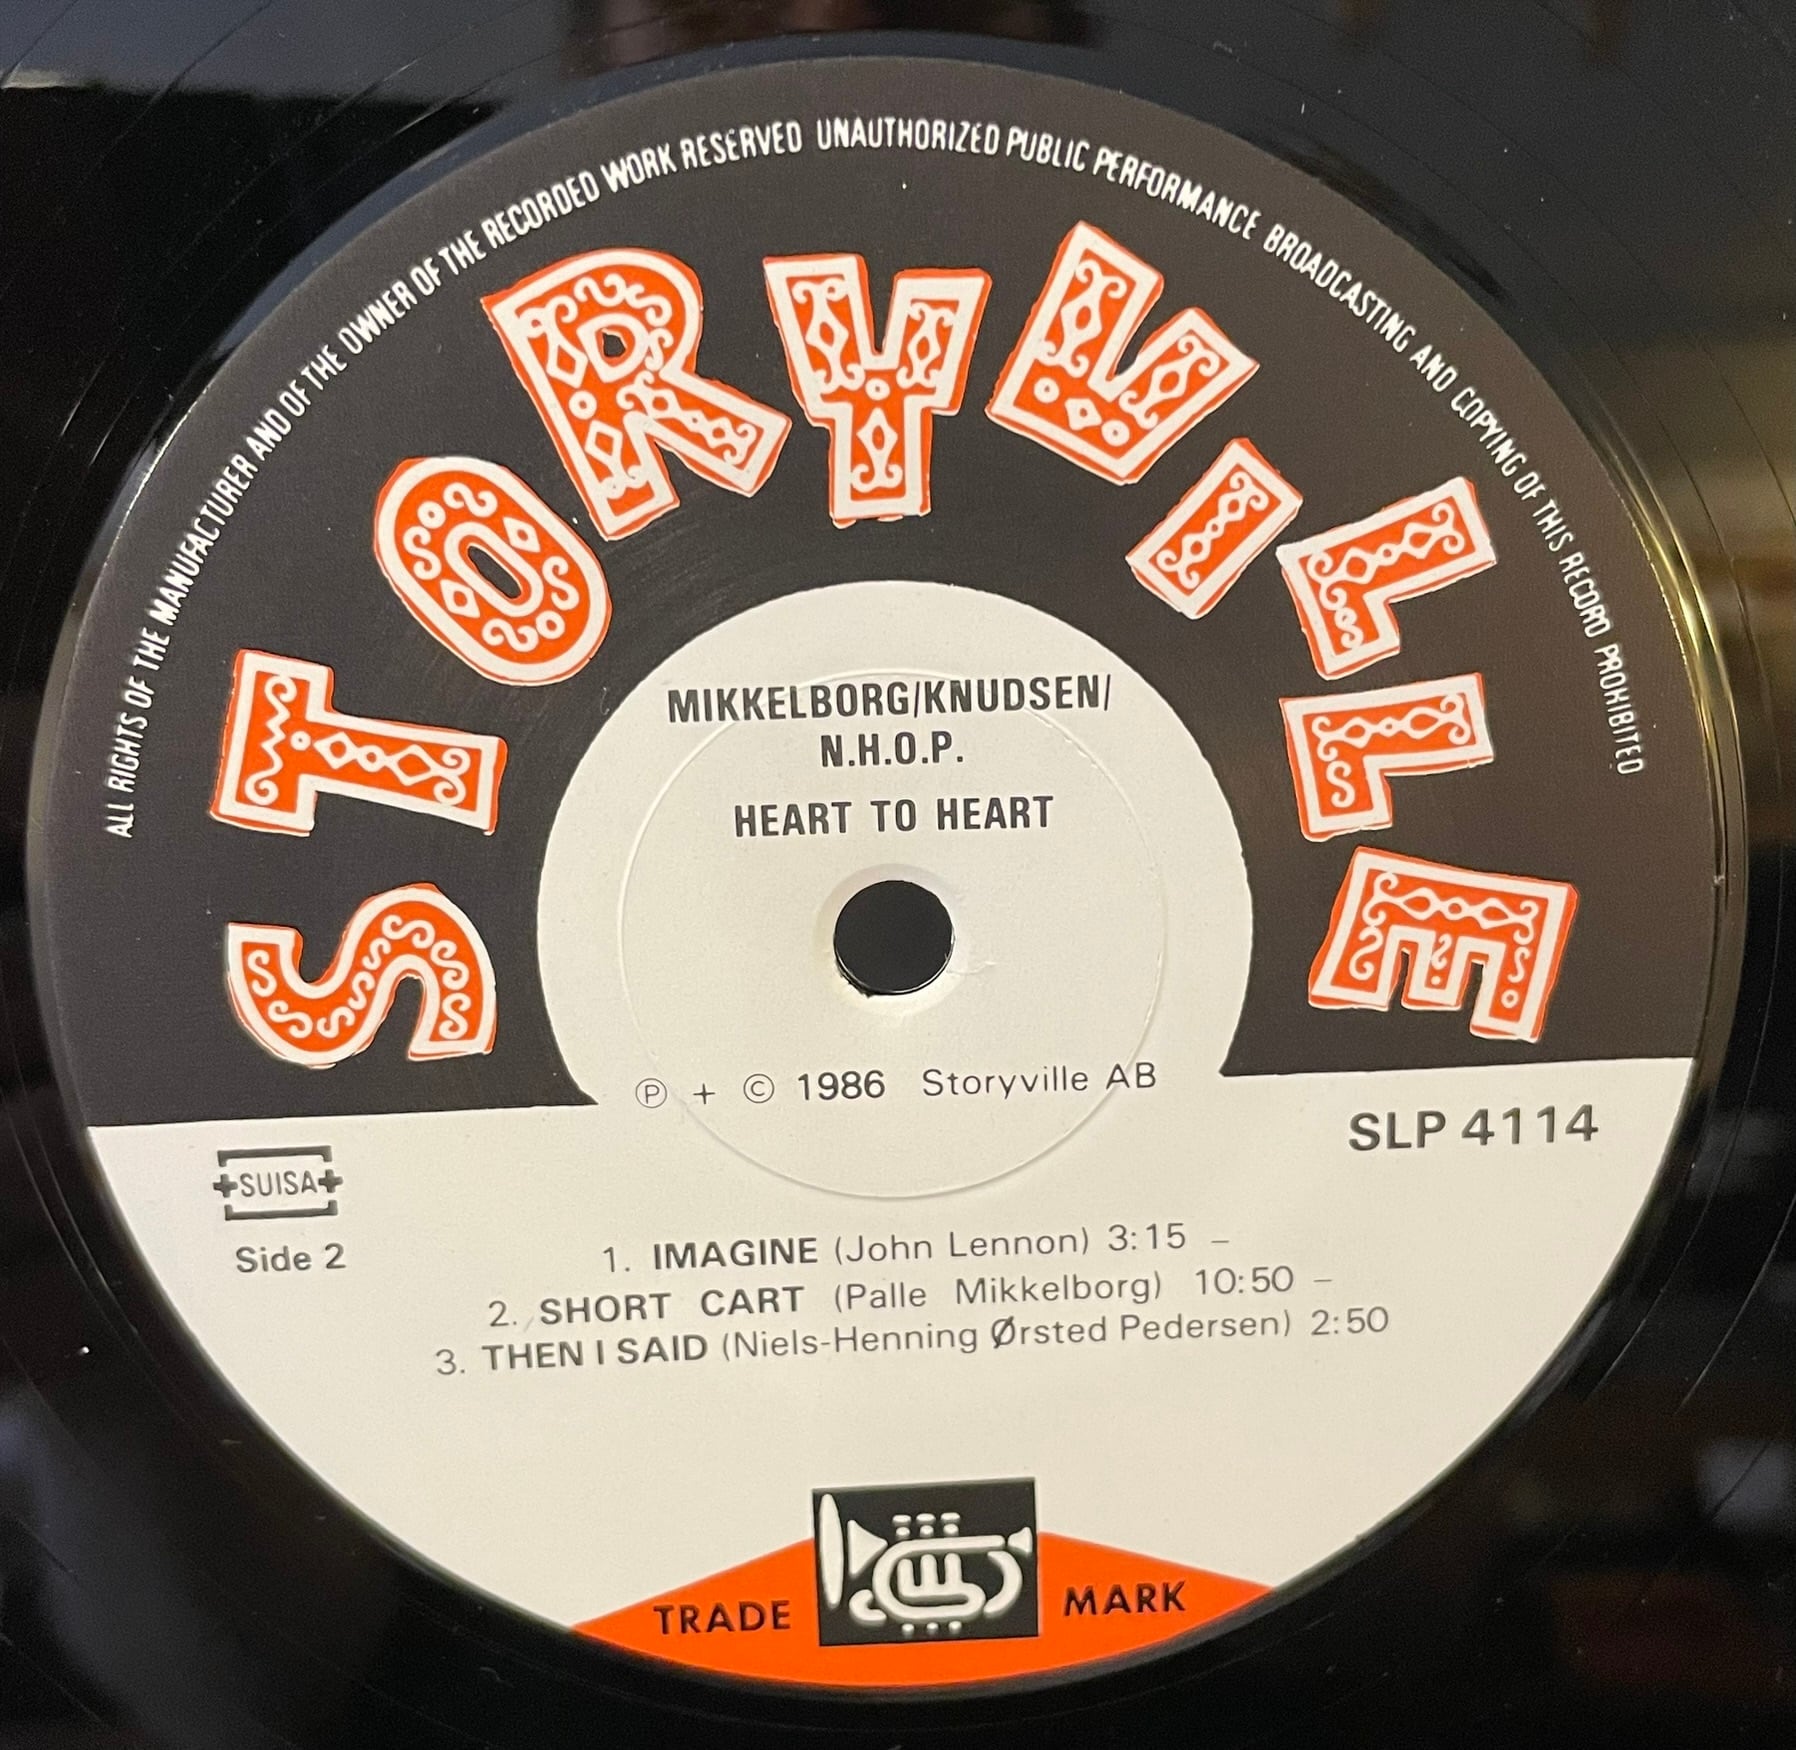 ALL RIGHTS OF THE MANUFACTURER AND OF THE OWNER OF THE RECORDED WORK RESERVED UNAUTHORIZED PUBLIC PERFORMANCE BROADCASTING AND COPYING OF THIS RECORD PROHIBITED
STORYVILLE
MIKKELBORG/KNUDSEN/
N.H.O.P.
HEART TO HEART
Ⓟ + © 1986 Storyville AB
SLP 4114
SUISA
Side 2
1. IMAGINE (John Lennon) 3:15 –
2. SHORT CART (Palle Mikkelborg) 10:50 –
3. THEN I SAID (Niels-Henning Ørsted Pedersen) 2:50
TRADE MARK